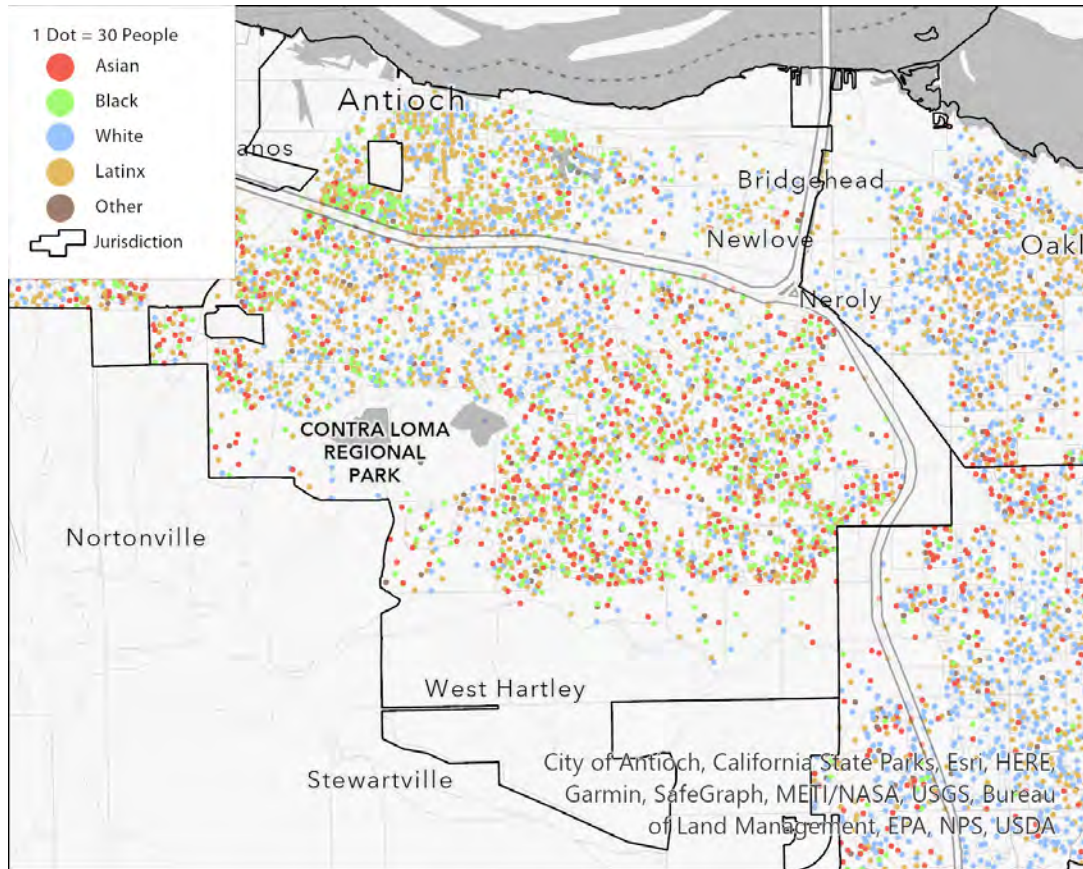 1 Dot = 30 People
Asian
Black
White
Latinx
Other
Jurisdiction
Antioch
anos
Bridgehead
Newlove
Oakl
Neroly
CONTRA LOMA
REGIONAL
PARK
Nortonville
West Hartley
Stewartville
City of Antioch, California State Parks, Esri, HERE,
Garmin, SafeGraph, METI/NASA, USGS, Bureau
of Land Management, EPA, NPS, USDA